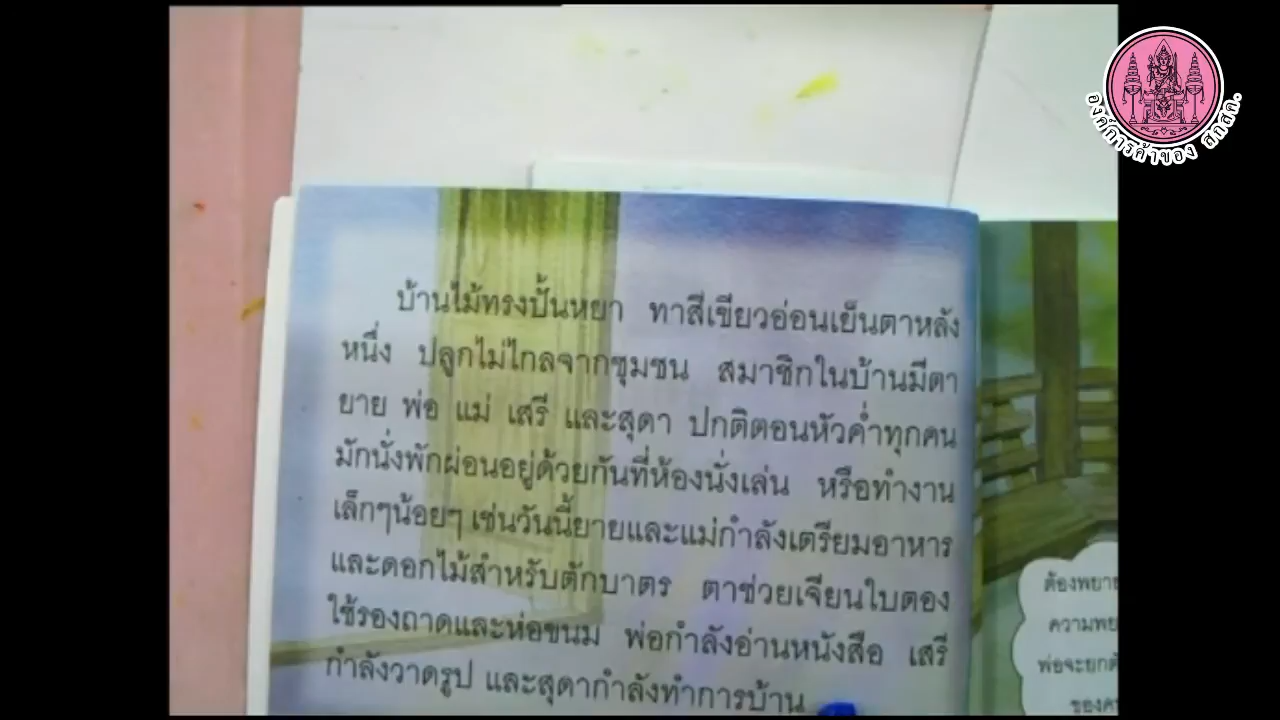 องค์การค้าของ สกสค.
บ้านไม้ทรงปั้นหยา ทาสีเขียวอ่อนเย็นตาหลัง
หนึ่ง ปลูกไม่ไกลจากชุมชน สมาชิกในบ้านมีตา
ยาย พ่อ แม่ เสรี และสุดา ปกติตอนหัวค่ำทุกคน
มักนั่งพักผ่อนอยู่ด้วยกันที่ห้องนั่งเล่น หรือทำงาน
เล็กๆน้อยๆ เช่นวันนี้ยายและแม่กำลังเตรียมอาหาร
และดอกไม้สำหรับตักบาตร ตาช่วยเจียนใบตอง
ใช้รองถาดและห่อขนม พ่อกำลังอ่านหนังสือ เสรี
กำลังวาดรูป และสุดากำลังทำการบ้าน
ต้องพยาย
ความพย
พ่อจะยกตั